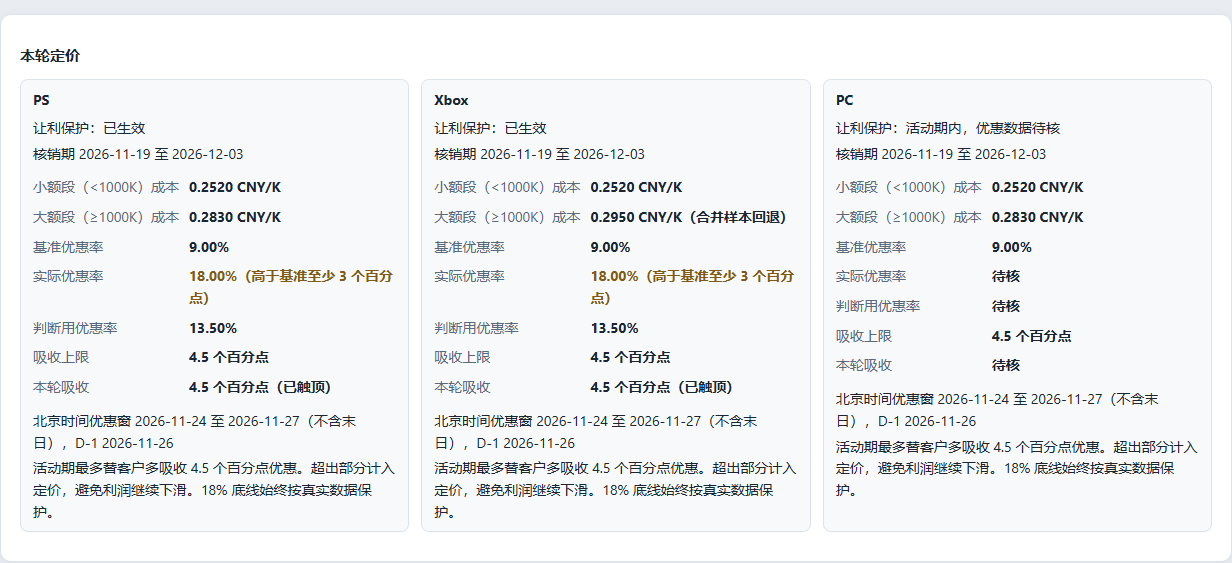 本轮定价
PS
让利保护：已生效
核销期 2026-11-19 至 2026-12-03
小额段（<1000K）成本 0.2520 CNY/K
大额段（≥1000K）成本 0.2830 CNY/K
基准优惠率 9.00%
实际优惠率 18.00%（高于基准至少 3 个百分
点）
判断用优惠率 13.50%
吸收上限 4.5 个百分点
本轮吸收 4.5 个百分点（已触顶）
北京时间优惠窗 2026-11-24 至 2026-11-27（不含末
日），D-1 2026-11-26
活动期最多替客户多吸收 4.5 个百分点优惠。超出部分计入
定价，避免利润继续下滑。18% 底线始终按真实数据保
护。
Xbox
让利保护：已生效
核销期 2026-11-19 至 2026-12-03
小额段（<1000K）成本 0.2520 CNY/K
大额段（≥1000K）成本 0.2950 CNY/K（合并样本回退）
基准优惠率 9.00%
实际优惠率 18.00%（高于基准至少 3 个百分
点）
判断用优惠率 13.50%
吸收上限 4.5 个百分点
本轮吸收 4.5 个百分点（已触顶）
北京时间优惠窗 2026-11-24 至 2026-11-27（不含末
日），D-1 2026-11-26
活动期最多替客户多吸收 4.5 个百分点优惠。超出部分计入
定价，避免利润继续下滑。18% 底线始终按真实数据保
护。
PC
让利保护：活动期内，优惠数据待核
核销期 2026-11-19 至 2026-12-03
小额段（<1000K）成本 0.2520 CNY/K
大额段（≥1000K）成本 0.2830 CNY/K
基准优惠率 9.00%
实际优惠率 待核
判断用优惠率 待核
吸收上限 4.5 个百分点
本轮吸收 待核
北京时间优惠窗 2026-11-24 至 2026-11-27（不含末
日），D-1 2026-11-26
活动期最多替客户多吸收 4.5 个百分点优惠。超出部分计入
定价，避免利润继续下滑。18% 底线始终按真实数据保
护。